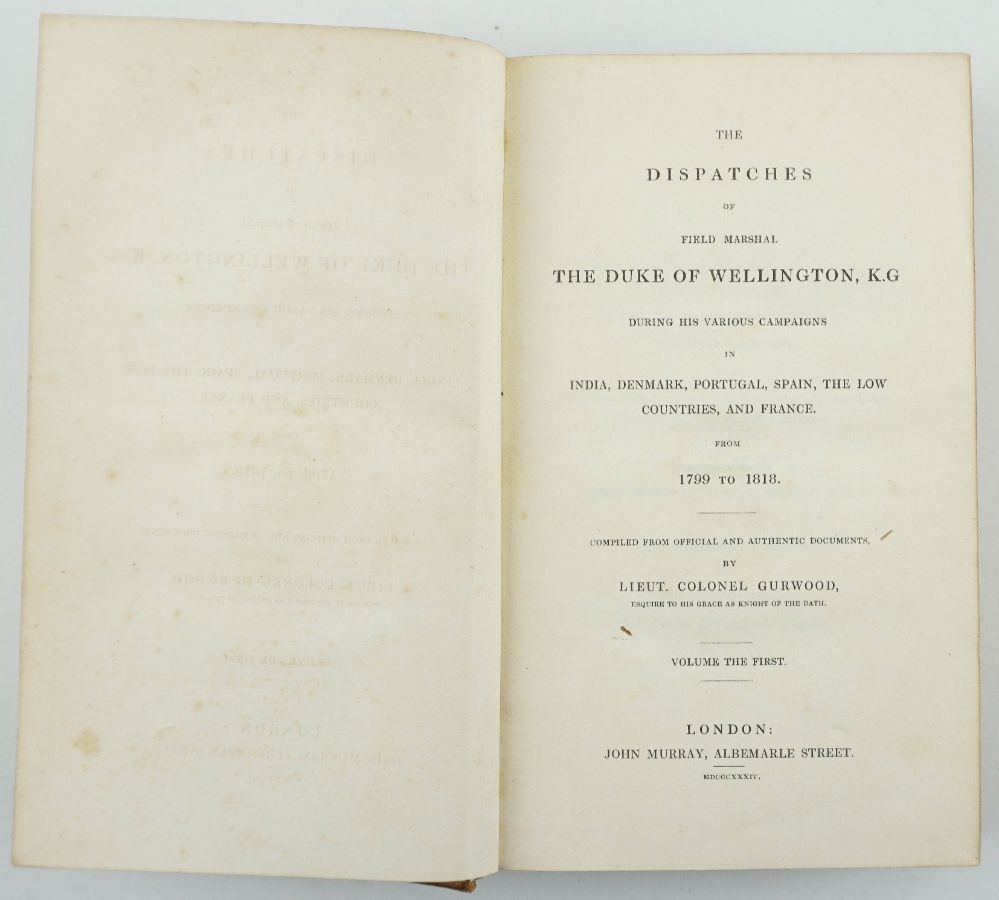 THE
DISPATCHES
OF
FIELD MARSHAL
THE DUKE OF WELLINGTON, K.G
DURING HIS VARIOUS CAMPAIGNS
IN
INDIA, DENMARK, PORTUGAL, SPAIN, THE LOW
COUNTRIES, AND FRANCE.
FROM
1799 TO 1818.
COMPILED FROM OFFICIAL AND AUTHENTIC DOCUMENTS,
BY
LIEUT. COLONEL GURWOOD,
ESQUIRE TO HIS GRACE AS KNIGHT OF THE BATH.
VOLUME THE FIRST.
LONDON:
JOHN MURRAY, ALBEMARLE STREET.
MDCCCXXXIV.